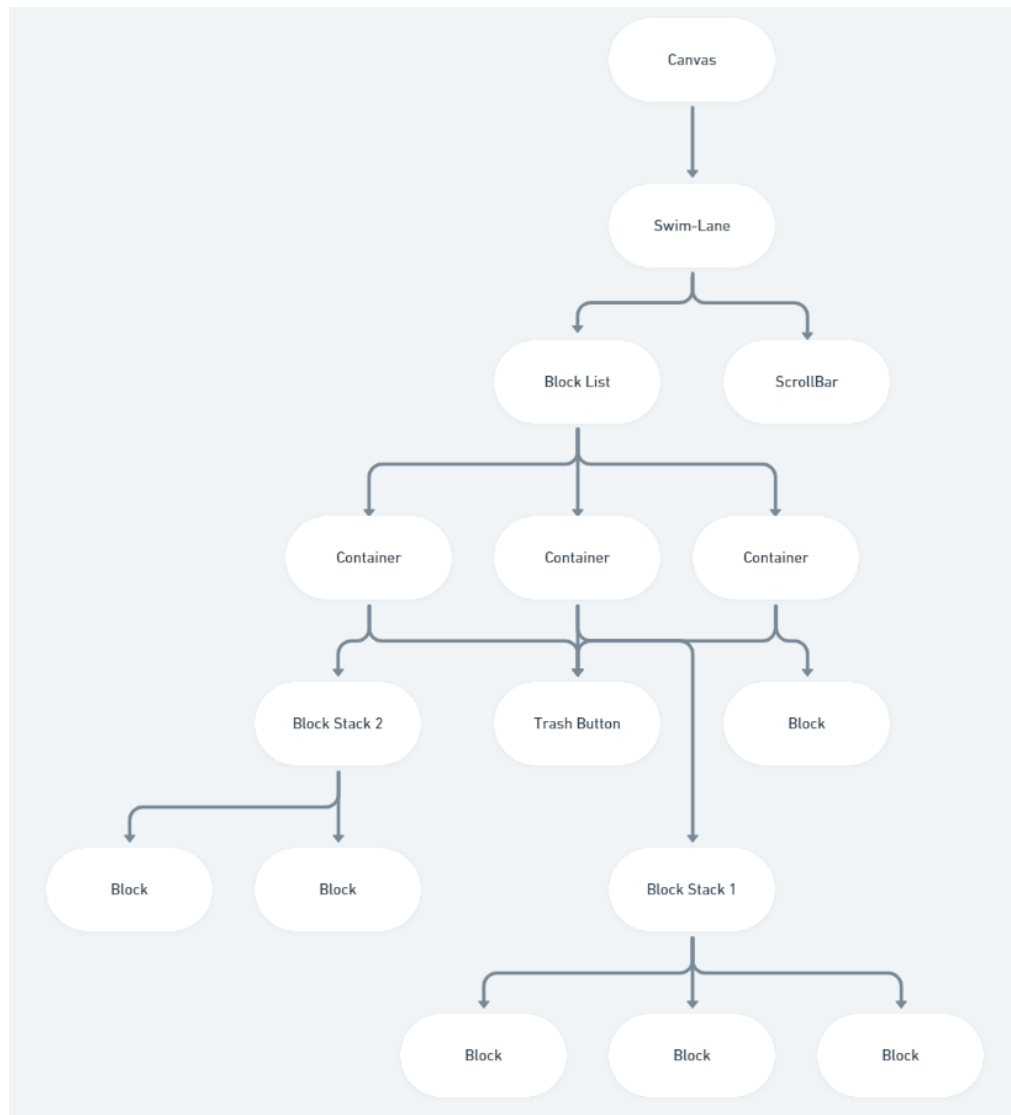 Canvas
Swim-Lane
Block List
ScrollBar
Container
Container
Container
Block Stack 2
Trash Button
Block
Block
Block
Block Stack 1
Block
Block
Block